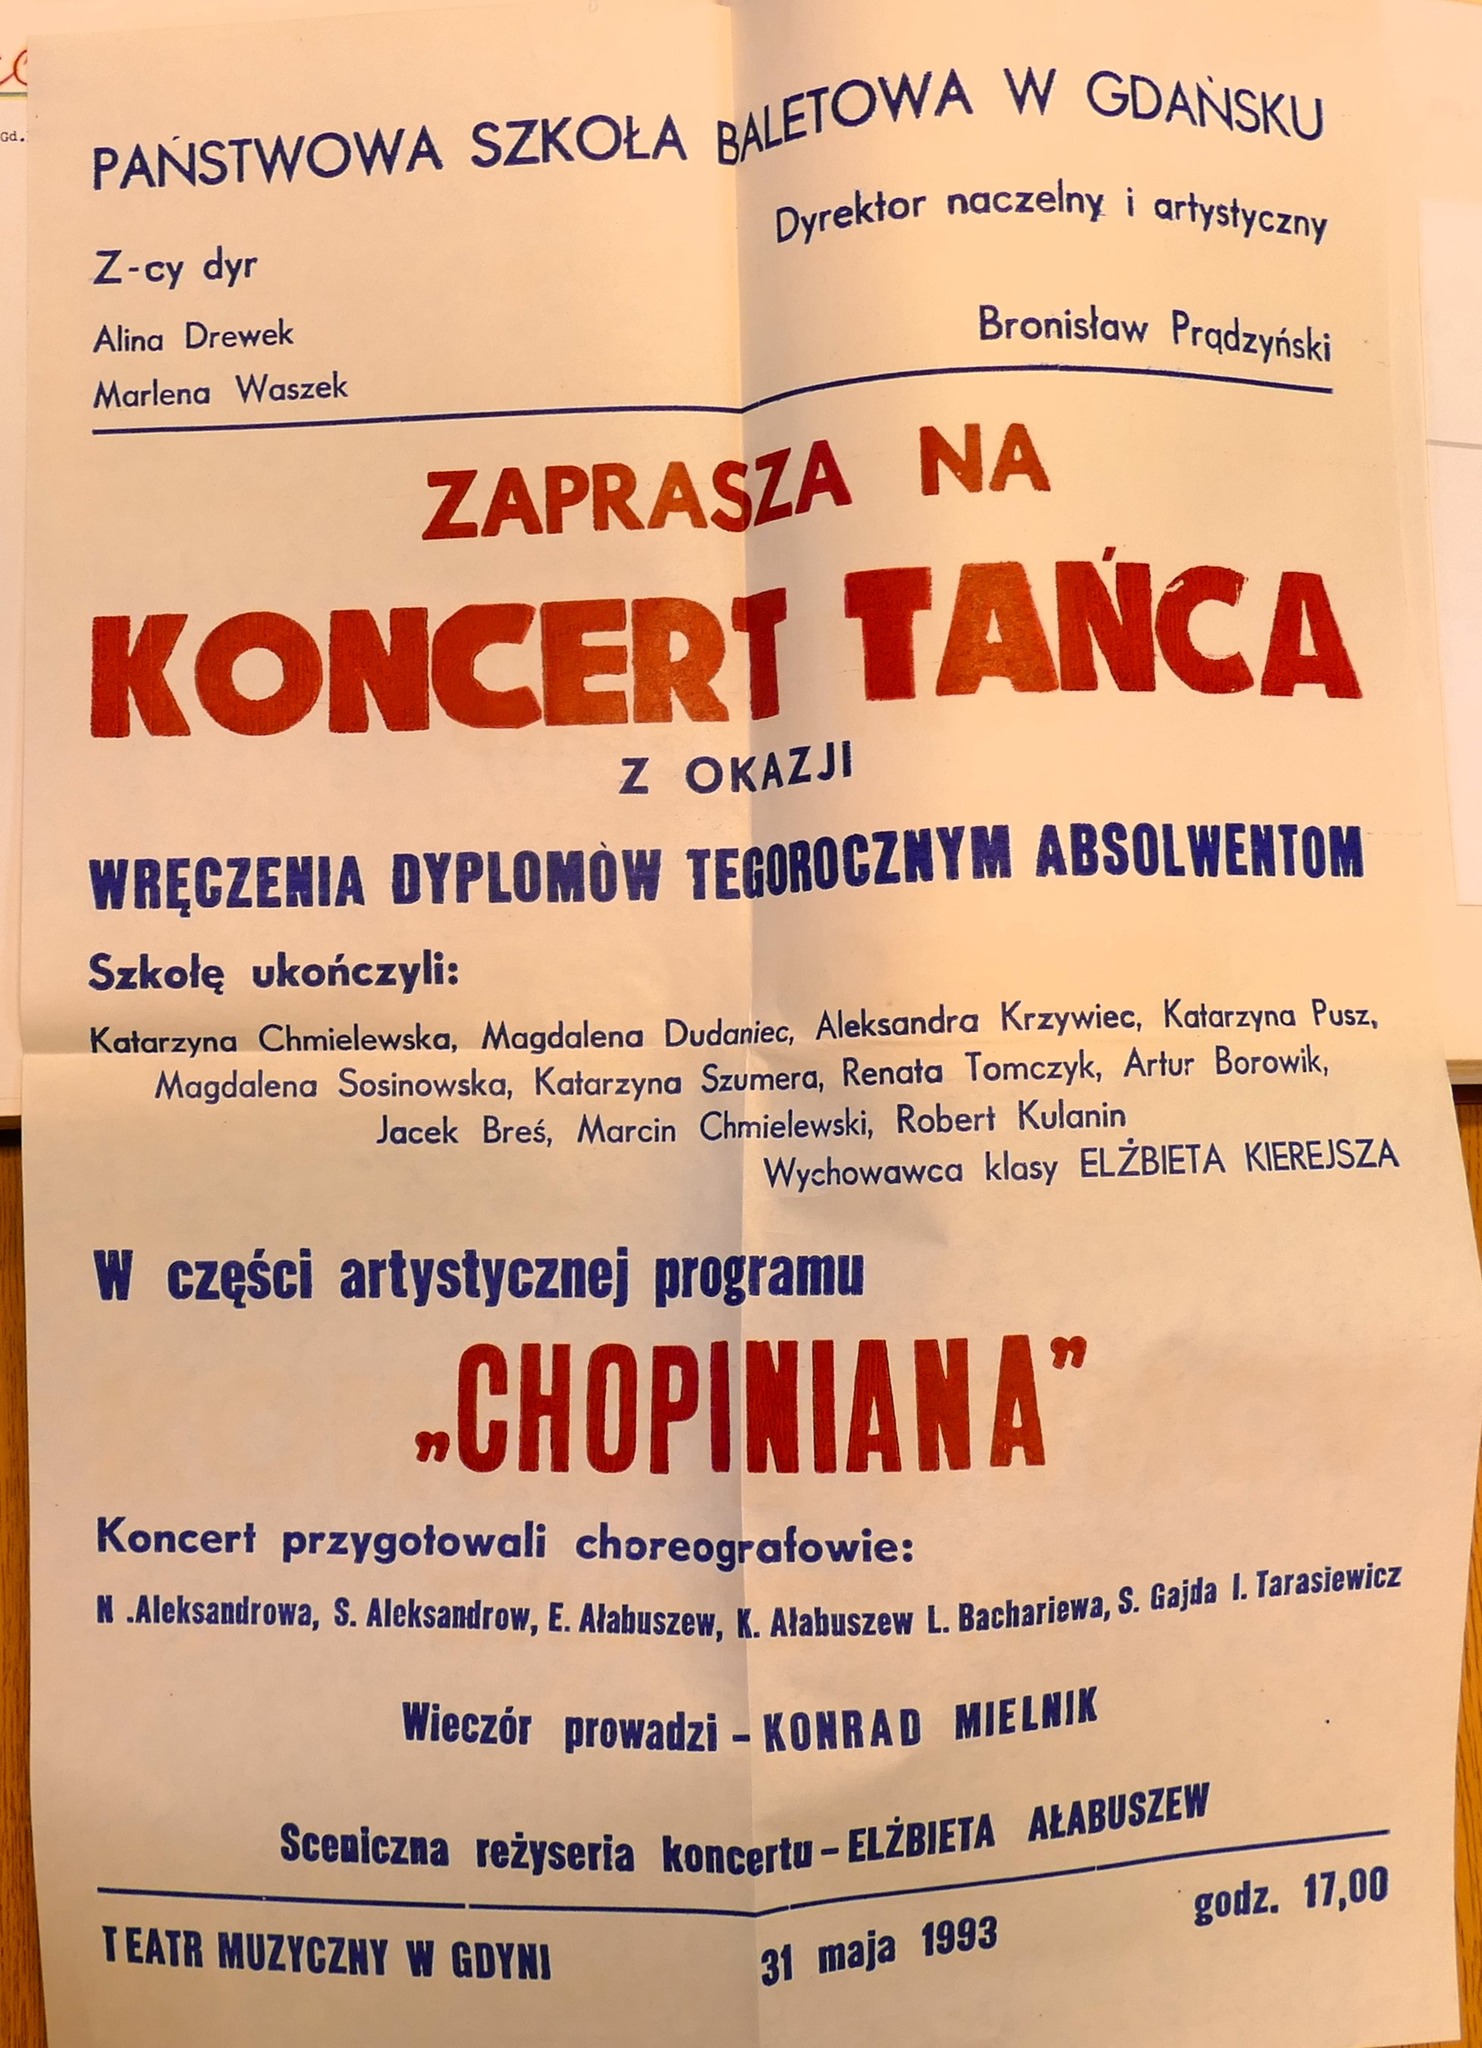 Gd.
PAŃSTWOWA SZKOŁA BALETOWA W GDAŃSKU
Dyrektor naczelny i artystyczny
Z-cy dyr
Bronisław Prądzyński
Alina Drewek
Marlena Waszek
ZAPRASZA NA
KONCERT TAŃCA
Z OKAZJI
WRĘCZENIA DYPLOMÓW TEGOROCZNYM ABSOLWENTOM
Szkołę ukończyli:
Katarzyna Chmielewska, Magdalena Dudaniec, Aleksandra Krzywiec, Katarzyna Pusz,
Magdalena Sosinowska, Katarzyna Szumera, Renata Tomczyk, Artur Borowik,
Jacek Breś, Marcin Chmielewski, Robert Kulanin
Wychowawca klasy ELŻBIETA KIEREJSZA
W części artystycznej programu
„CHOPINIANA”
Koncert przygotowali choreografowie:
N .Aleksandrowa, S. Aleksandrow, E. Ałabuszew, K. Ałabuszew L. Bachariewa, S. Gajda I. Tarasiewicz
Wieczór prowadzi – KONRAD MIELNIK
Sceniczna reżyseria koncertu – ELŻBIETA AŁABUSZEW
TEATR MUZYCZNY W GDYNI 31 maja 1993 godz. 17,00